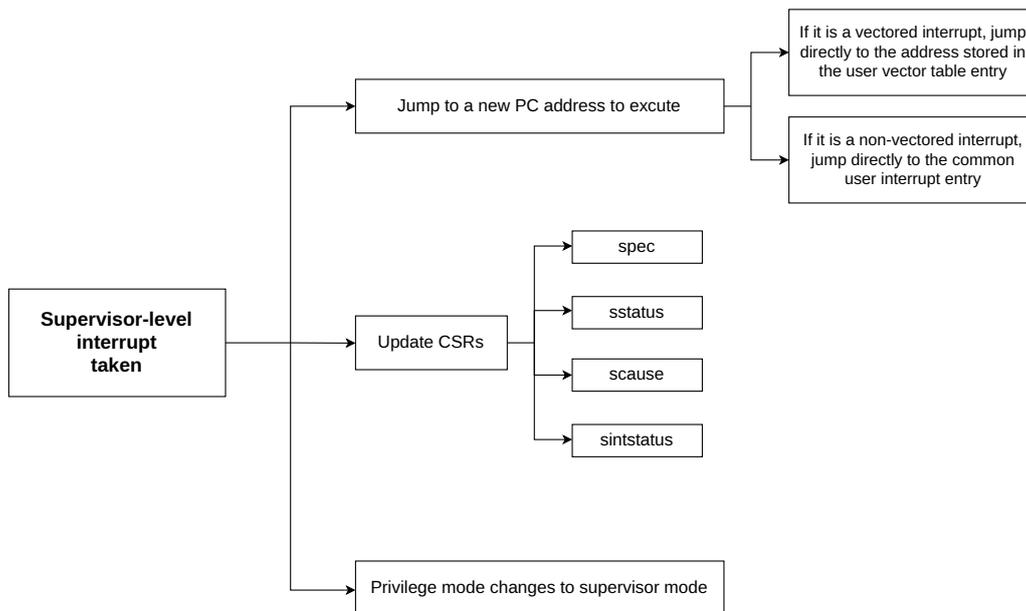 If it is a vectored interrupt, jump
directly to the address stored in
the user vector table entry
Jump to a new PC address to excute
If it is a non-vectored interrupt,
jump directly to the common
user interrupt entry
spec
sstatus
Supervisor-level
interrupt
taken
Update CSRs
scause
sintstatus
Privilege mode changes to supervisor mode